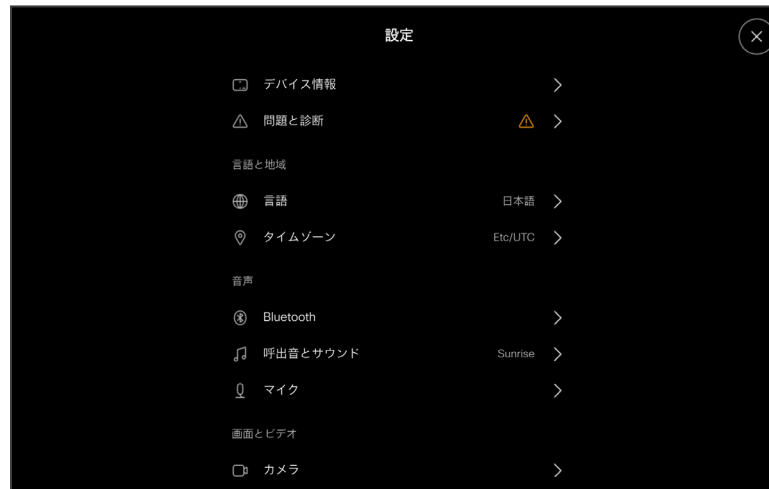 設定
デバイス情報
問題と診断
言語と地域
言語 日本語
タイムゾーン Etc/UTC
音声
Bluetooth
呼出音とサウンド Sunrise
マイク
画面とビデオ
カメラ